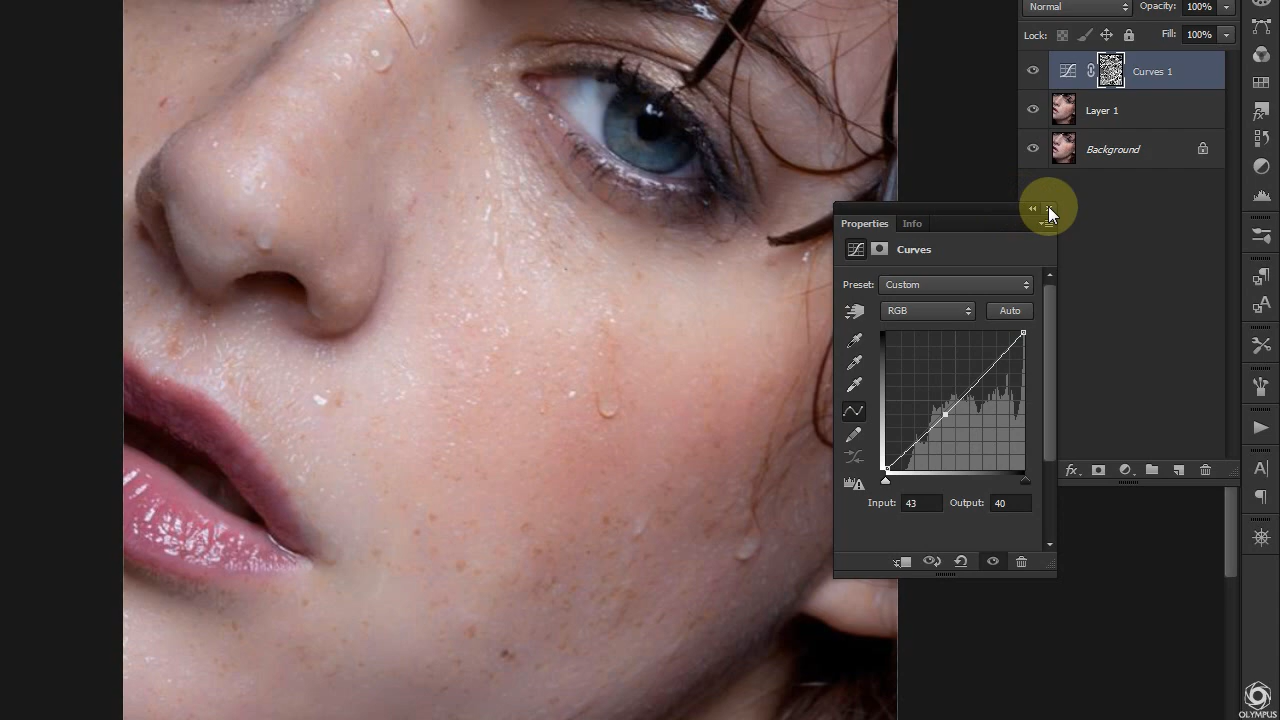 Normal
Opacity: 100%
Lock:
Fill: 100%
Curves 1
Layer 1
Background
Properties
Info
Curves
Preset: Custom
RGB
Auto
Input: 43
Output: 40
fx
A
A
OLYMPUS